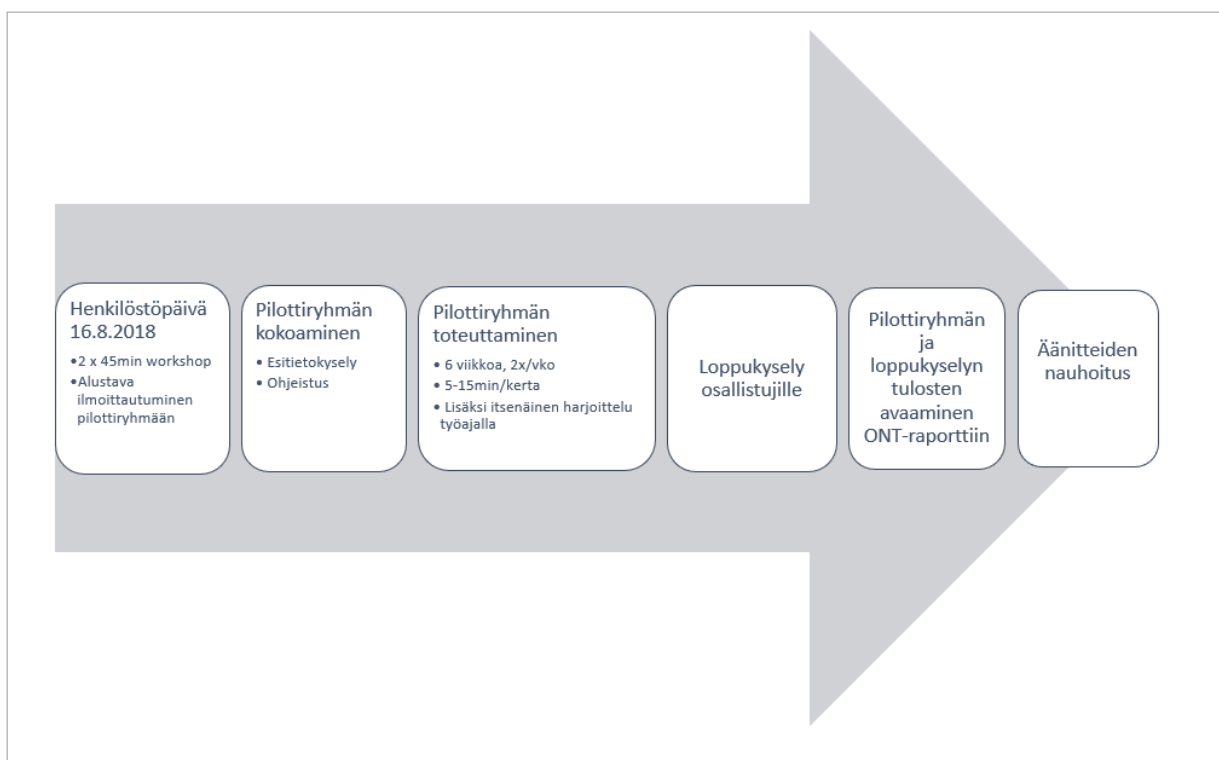 Henkilöstöpäivä
16.8.2018
•2 x 45min workshop
•Alustava
ilmoittautuminen
pilottiryhmään
Pilottiryhmän
kokoaminen
• Esitietokysely
• Ohjeistus
Pilottiryhmän
toteuttaminen
• 6 viikkoa, 2x/vko
• 5-15min/kerta
• Lisäksi itsenäinen harjoittelu
työajalla
Loppukysely
osallistujille
Pilottiryhmän
ja
loppukyselyn
tulosten
avaaminen
ONT-raporttiin
Äänitteiden
nauhoitus